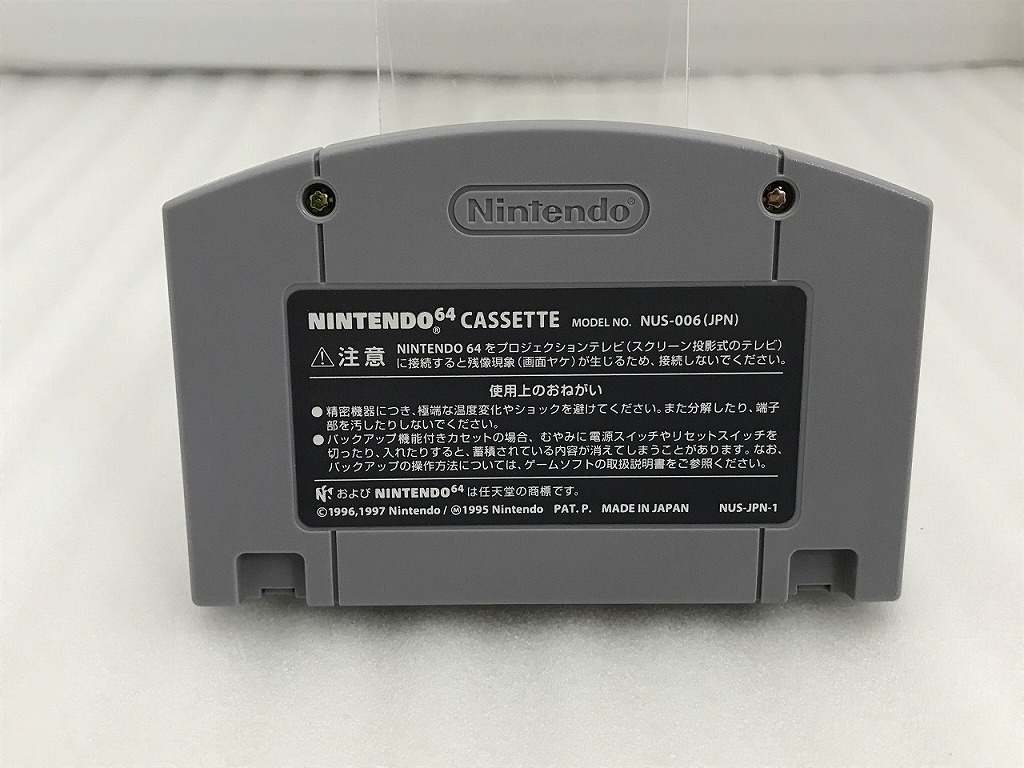 Nintendo®
NINTENDO64® CASSETTE MODEL NO. NUS-006(JPN)
⚠注意 NINTENDO 64をプロジェクションテレビ(スクリーン投影式のテレビ)
に接続すると残像現象(画面ヤケ)が生じるため、接続しないでください。
使用上のおねがい
●精密機器につき、極端な温度変化やショックを避けてください。また分解したり、端子
部を汚したりしないでください。
●バックアップ機能付きカセットの場合、むやみに電源スイッチやリセットスイッチを
切ったり、入れたりすると、蓄積されている内容が消えてしまうことがあります。なお、
バックアップの操作方法については、ゲームソフトの取扱説明書をご参照ください。
および NINTENDO64 は任天堂の商標です。
©1996,1997 Nintendo/Ⓜ1995 Nintendo PAT. P. MADE IN JAPAN NUS-JPN-1